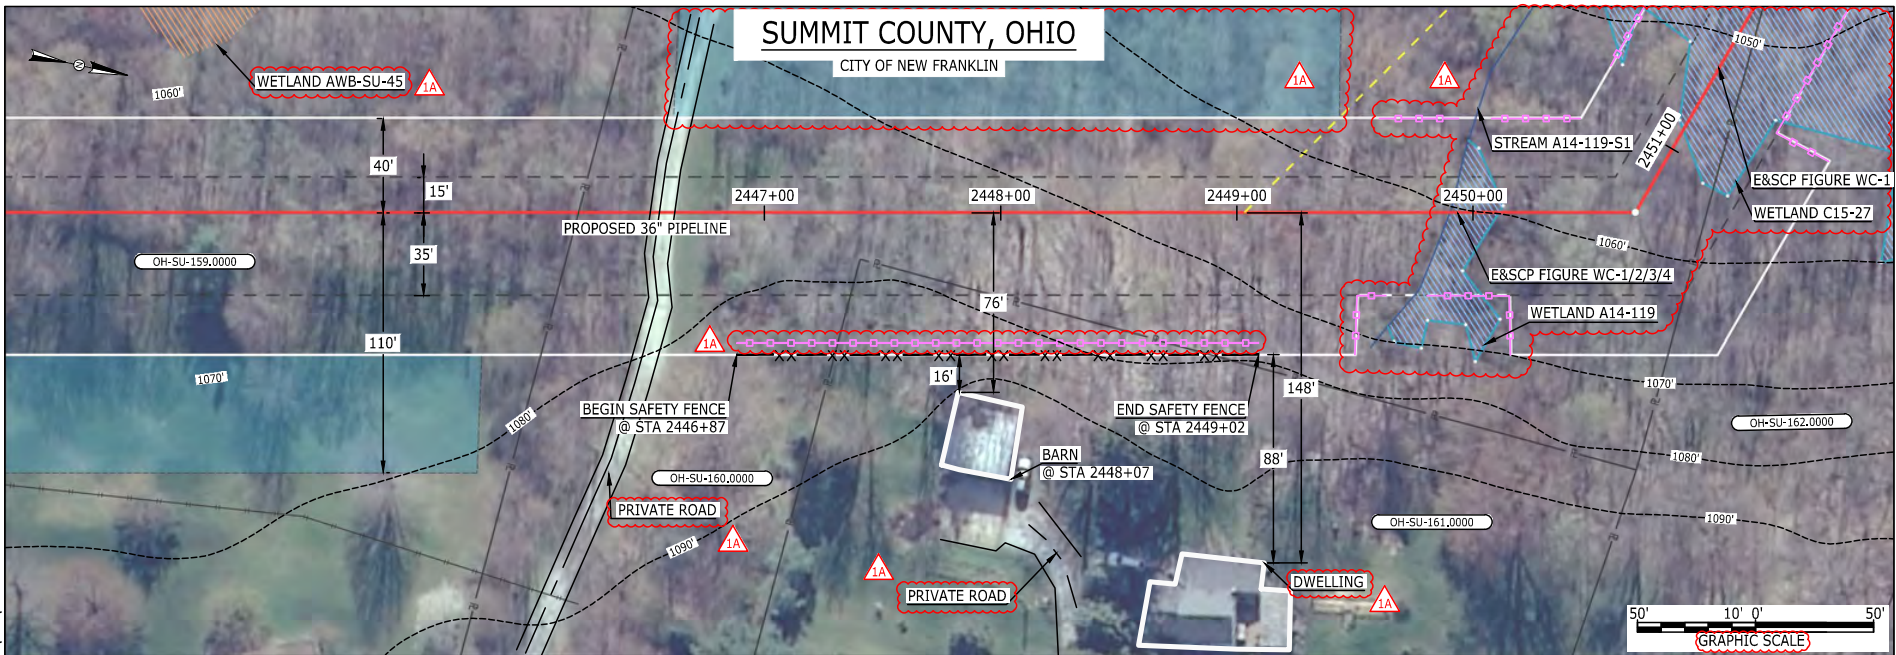 SUMMIT COUNTY, OHIO
CITY OF NEW FRANKLIN
N
WETLAND AWB-SU-45
1A
1060'
1A
1A
1050'
STREAM A14-119-S1
2451+00
E&SCP FIGURE WC-1
WETLAND C15-27
40'
15'
2447+00
2448+00
2449+00
2450+00
PROPOSED 36" PIPELINE
OH-SU-159.0000
35'
1060'
E&SCP FIGURE WC-1/2/3/4
76'
WETLAND A14-119
1A
110'
1070'
16'
148'
1070'
BEGIN SAFETY FENCE
@ STA 2446+87
END SAFETY FENCE
@ STA 2449+02
1080'
OH-SU-162.0000
BARN
@ STA 2448+07
88'
1080'
OH-SU-160.0000
PRIVATE ROAD
1A
1090'
OH-SU-161.0000
1090'
1A
PRIVATE ROAD
DWELLING
1A
50' 10' 0' 50'
GRAPHIC SCALE